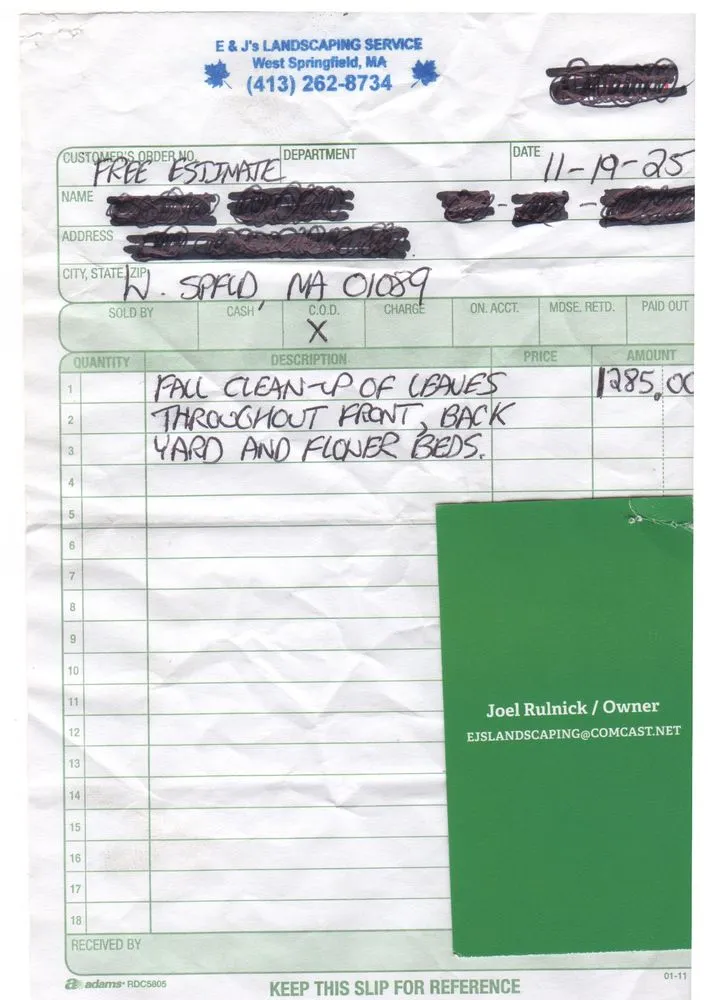 E & J's LANDSCAPING SERVICE
West Springfield, MA
(413) 262-8734
CUSTOMER'S ORDER NO. DEPARTMENT DATE
FREE ESTIMATE 11-19-25
NAME
ADDRESS
CITY, STATE, ZIP
W. SPFLD, MA 01089
SOLD BY CASH C.O.D. CHARGE ON. ACCT. MDSE. RETD. PAID OUT
X
QUANTITY DESCRIPTION PRICE AMOUNT
1 FALL CLEAN-UP OF LEAVES 1285,00
2 THROUGHOUT FRONT, BACK
3 YARD AND FLOWER BEDS.
4
5
6
7
8
9
10
11
12
13
14
15
16
17
18
Joel Rulnick / Owner
EJSLANDSCAPING@COMCAST.NET
RECEIVED BY
adams RDC5805
KEEP THIS SLIP FOR REFERENCE
01-11